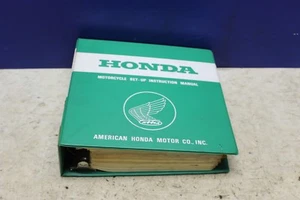 HONDA
MOTORCYCLE SET-UP INSTRUCTION MANUAL
AMERICAN HONDA MOTOR CO., INC.